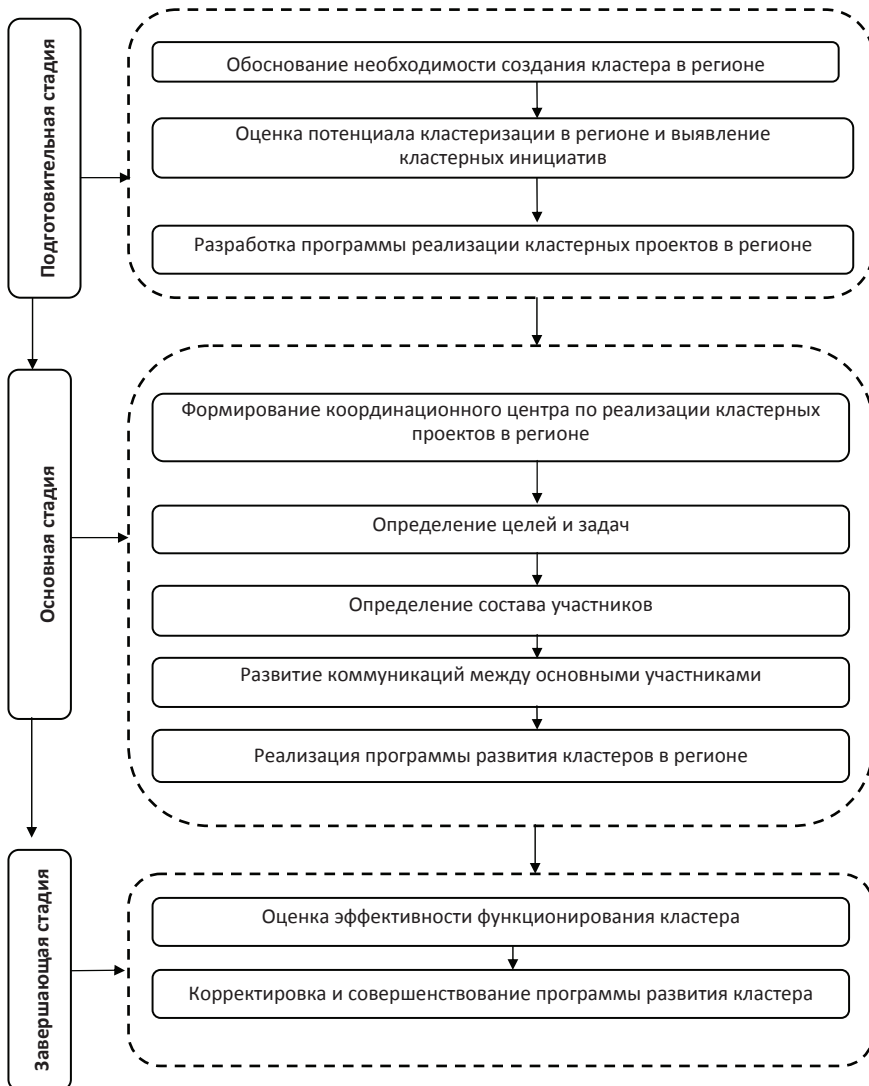 Подготовительная стадия
Обоснование необходимости создания кластера в регионе
Оценка потенциала кластеризации в регионе и выявление
кластерных инициатив
Разработка программы реализации кластерных проектов в регионе
Основная стадия
Формирование координационного центра по реализации кластерных
проектов в регионе
Определение целей и задач
Определение состава участников
Развитие коммуникаций между основными участниками
Реализация программы развития кластеров в регионе
Завершающая стадия
Оценка эффективности функционирования кластера
Корректировка и совершенствование программы развития кластера